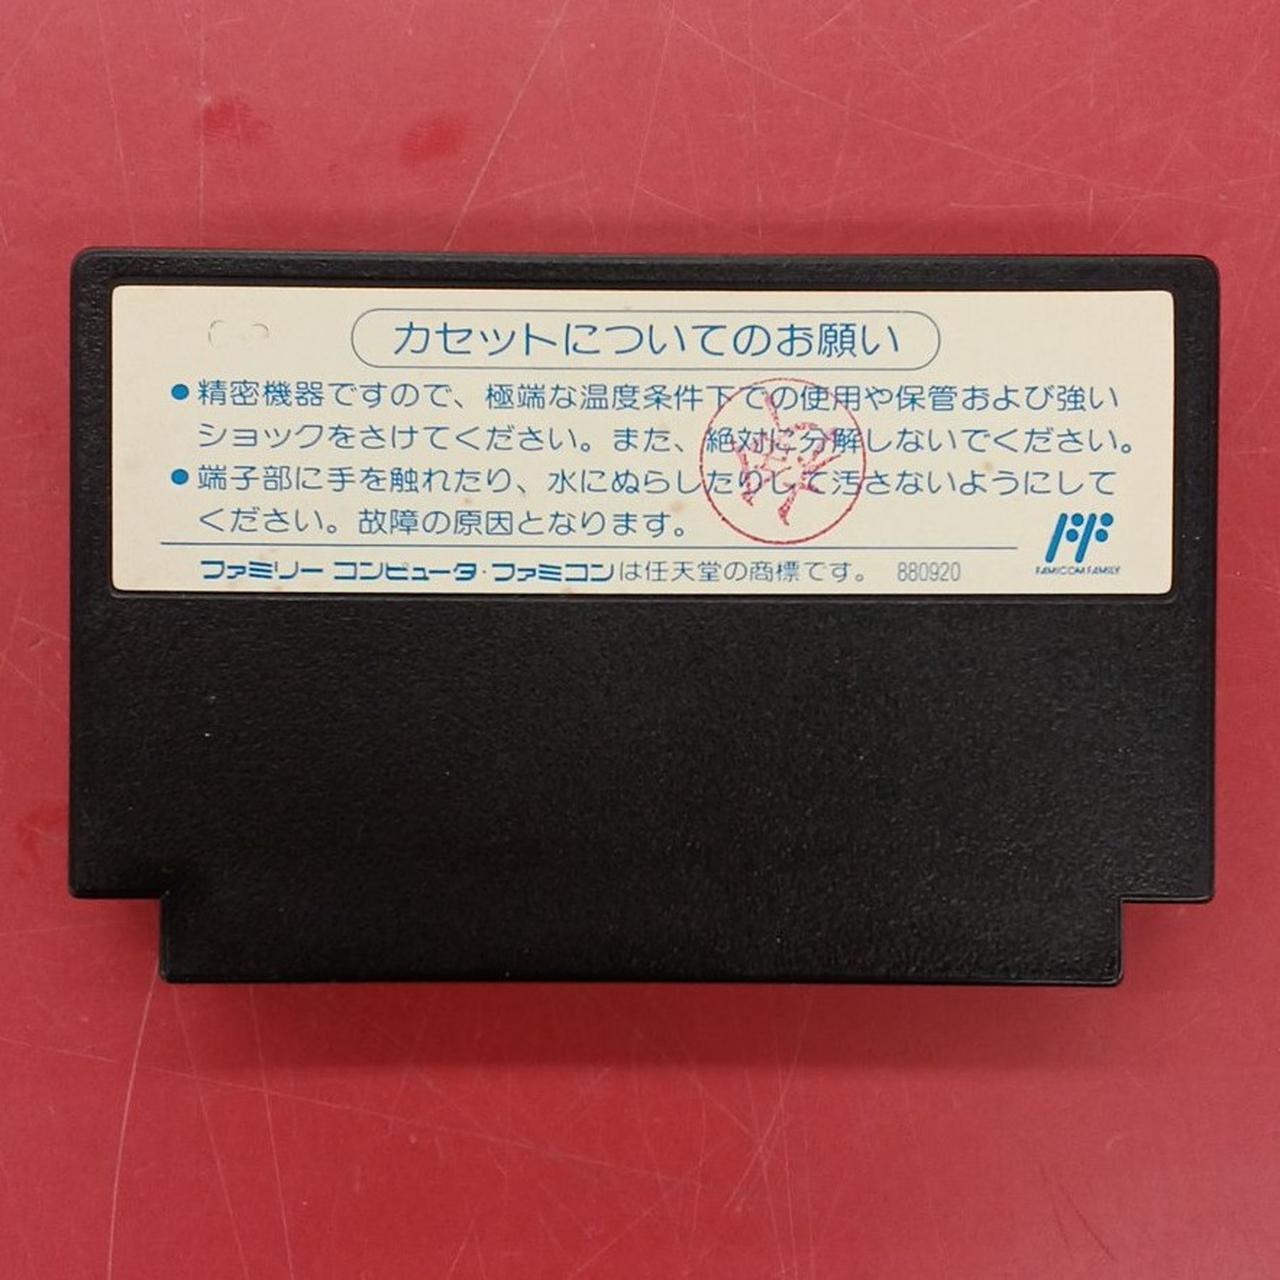 カセットについてのお願い
●精密機器ですので、極端な温度条件下での使用や保管および強い
ショックをさけてください。また、絶対に分解しないでください。
●端子部に手を触れたり、水にぬらしたりして汚さないようにして
ください。故障の原因となります。
ファミリーコンピュータ・ファミコンは任天堂の商標です。 880920
FAMICOM FAMILY